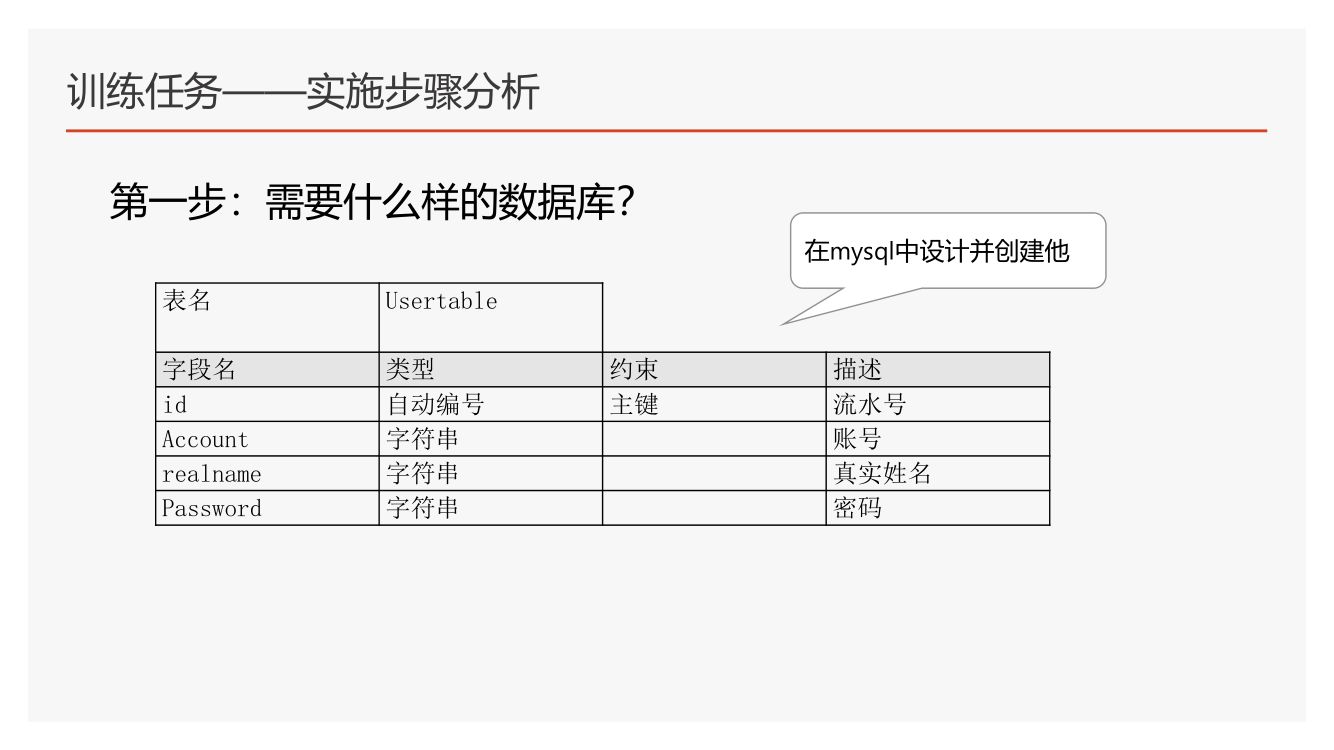 训练任务——实施步骤分析
第一步：需要什么样的数据库？
在mysql中设计并创建他
表名 Usertable
字段名 类型 约束 描述
id 自动编号 主键 流水号
Account 字符串 账号
realname 字符串 真实姓名
Password 字符串 密码